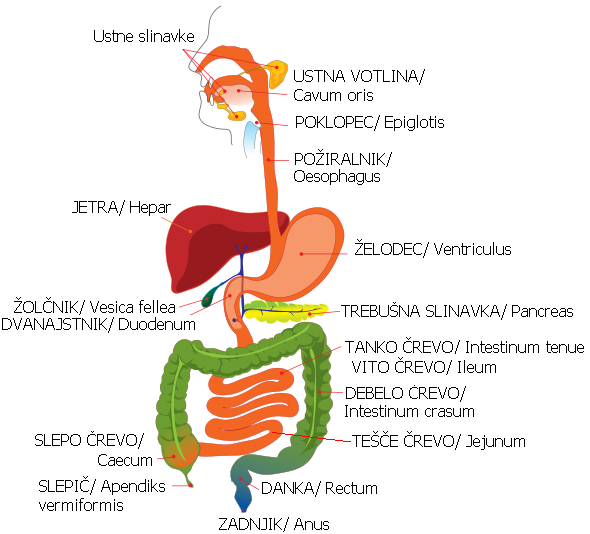 Ustne slinavke
USTNA VOTLINA/
Cavum oris
POKLOPEC/ Epiglotis
POŽIRALNIK/
Oesophagus
JETRA/ Hepar
ŽELODEC/ Ventriculus
ŽOLČNIK/ Vesica fellea
DVANAJSTNIK/ Duodenum
TREBUŠNA SLINAVKA/ Pancreas
TANKO ČREVO/ Intestinum tenue
VITO ČREVO/ Ileum
DEBELO ČREVO/
Intestinum crasum
SLEPO ČREVO/
Caecum
TEŠČE ČREVO/ Jejunum
SLEPIČ/ Apendiks
vermiformis
DANKA/ Rectum
ZADNJIK/ Anus